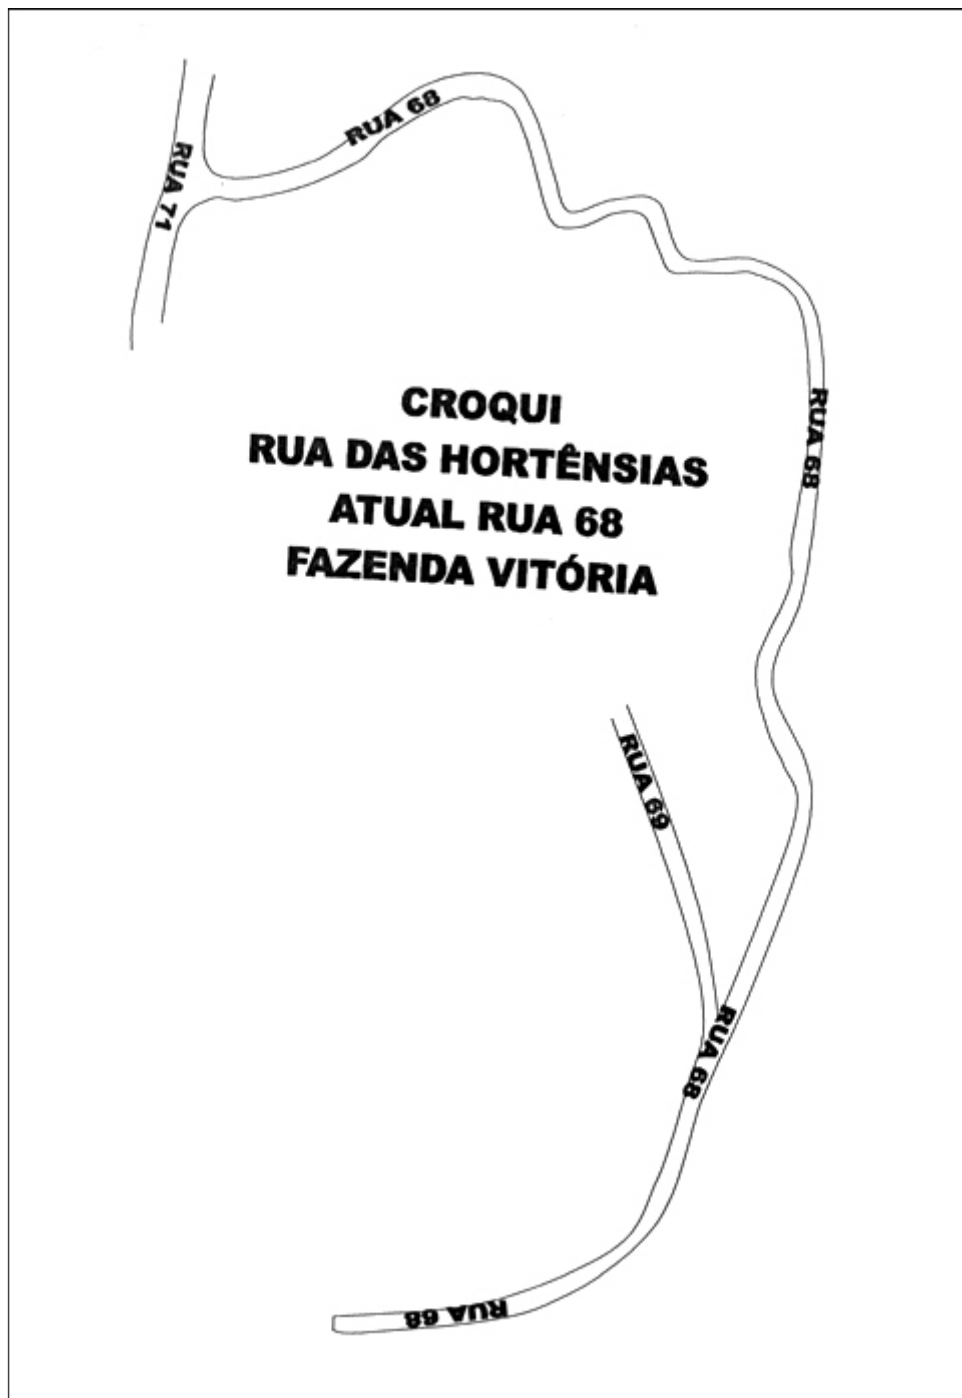 RUA 68
RUA 71
CROQUI
RUA DAS HORTÊNSIAS
ATUAL RUA 68
FAZENDA VITÓRIA
RUA 68
RUA 69
RUA 68
RUA 68